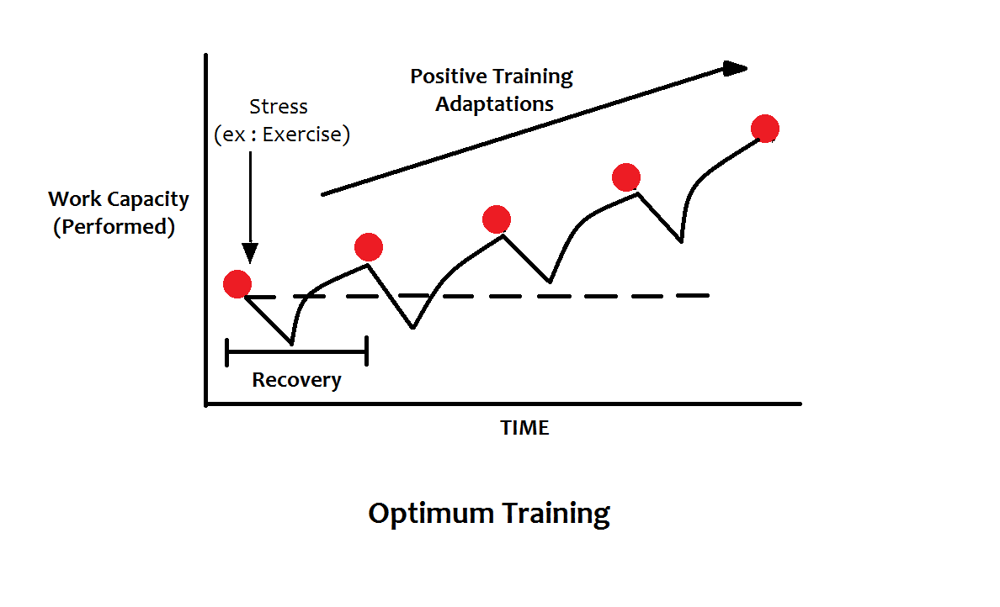 Positive Training
Adaptations
Stress
(ex : Exercise)
Work Capacity
(Performed)
Recovery
TIME
Optimum Training